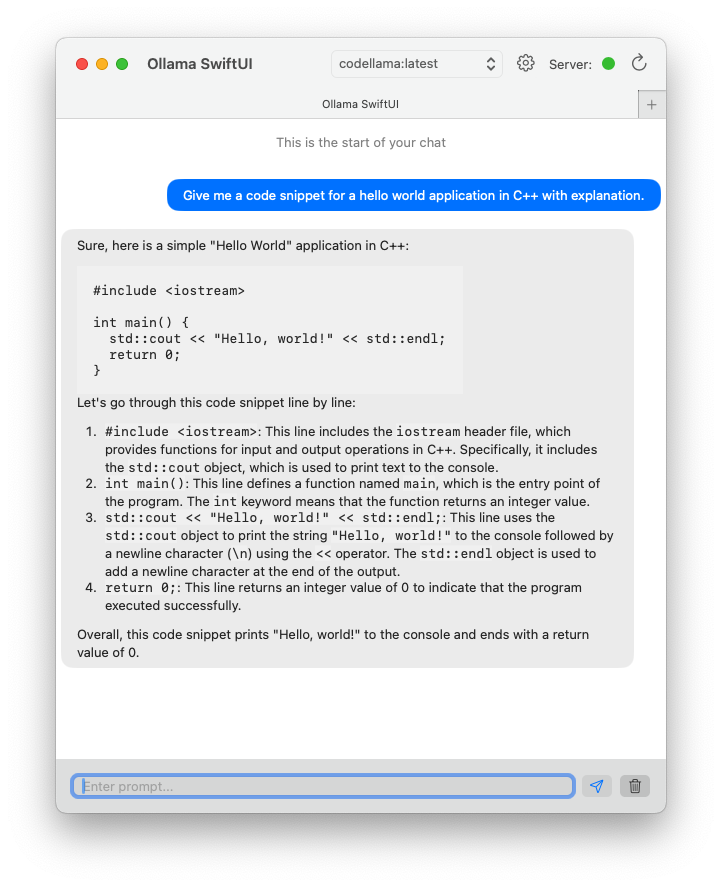 Ollama SwiftUI
codellama:latest
Server:
Ollama SwiftUI
+
This is the start of your chat
Give me a code snippet for a hello world application in C++ with explanation.
Sure, here is a simple "Hello World" application in C++:
#include <iostream>
int main() {
  std::cout << "Hello, world!" << std::endl;
  return 0;
}
Let's go through this code snippet line by line:
1. #include <iostream>: This line includes the iostream header file, which
provides functions for input and output operations in C++. Specifically, it includes
the std::cout object, which is used to print text to the console.
2. int main(): This line defines a function named main, which is the entry point of
the program. The int keyword means that the function returns an integer value.
3. std::cout << "Hello, world!" << std::endl;: This line uses the
std::cout object to print the string "Hello, world!" to the console followed by
a newline character (\n) using the << operator. The std::endl object is used to
add a newline character at the end of the output.
4. return 0;: This line returns an integer value of 0 to indicate that the program
executed successfully.
Overall, this code snippet prints "Hello, world!" to the console and ends with a return
value of 0.
Enter prompt...